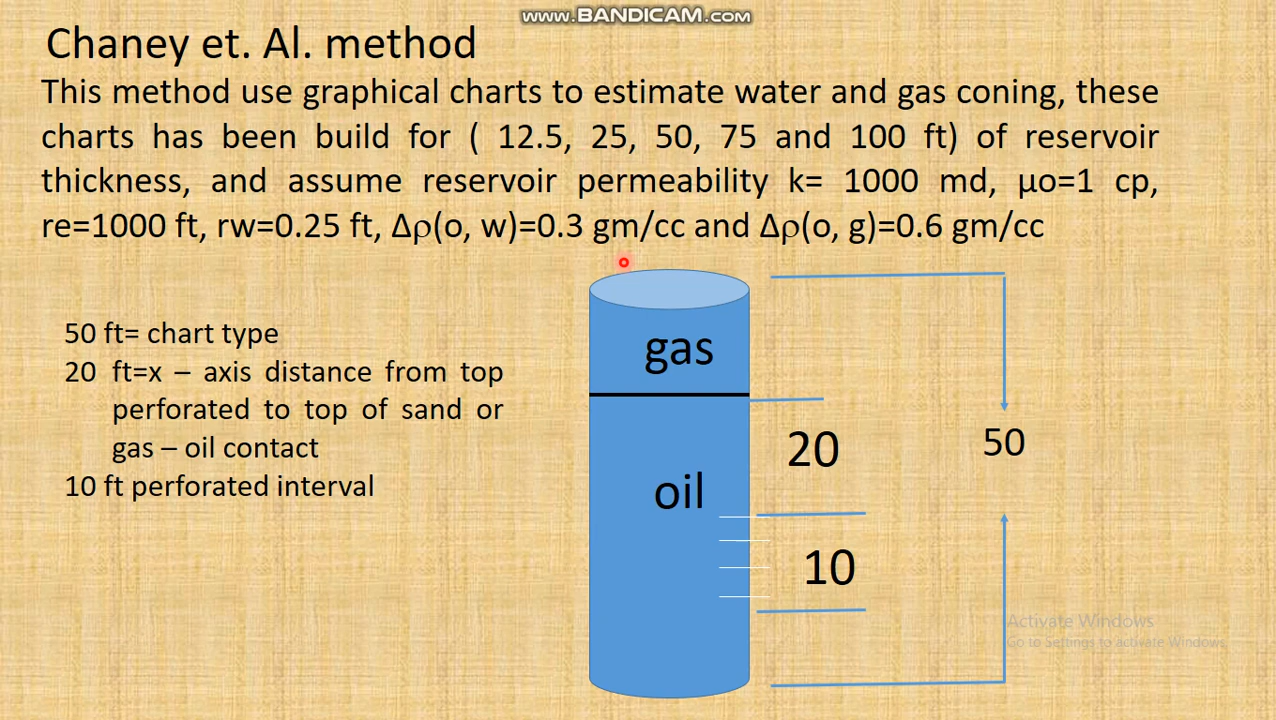 www.BANDICAM.com
Chaney et. Al. method
This method use graphical charts to estimate water and gas coning, these
charts has been build for ( 12.5, 25, 50, 75 and 100 ft) of reservoir
thickness, and assume reservoir permeability k= 1000 md, μo=1 cp,
re=1000 ft, rw=0.25 ft, Δρ(o, w)=0.3 gm/cc and Δρ(o, g)=0.6 gm/cc
50 ft= chart type
20 ft=x – axis distance from top
perforated to top of sand or
gas – oil contact
10 ft perforated interval
gas
oil
20
10
50
Activate Windows
Go to Settings to activate Windows.